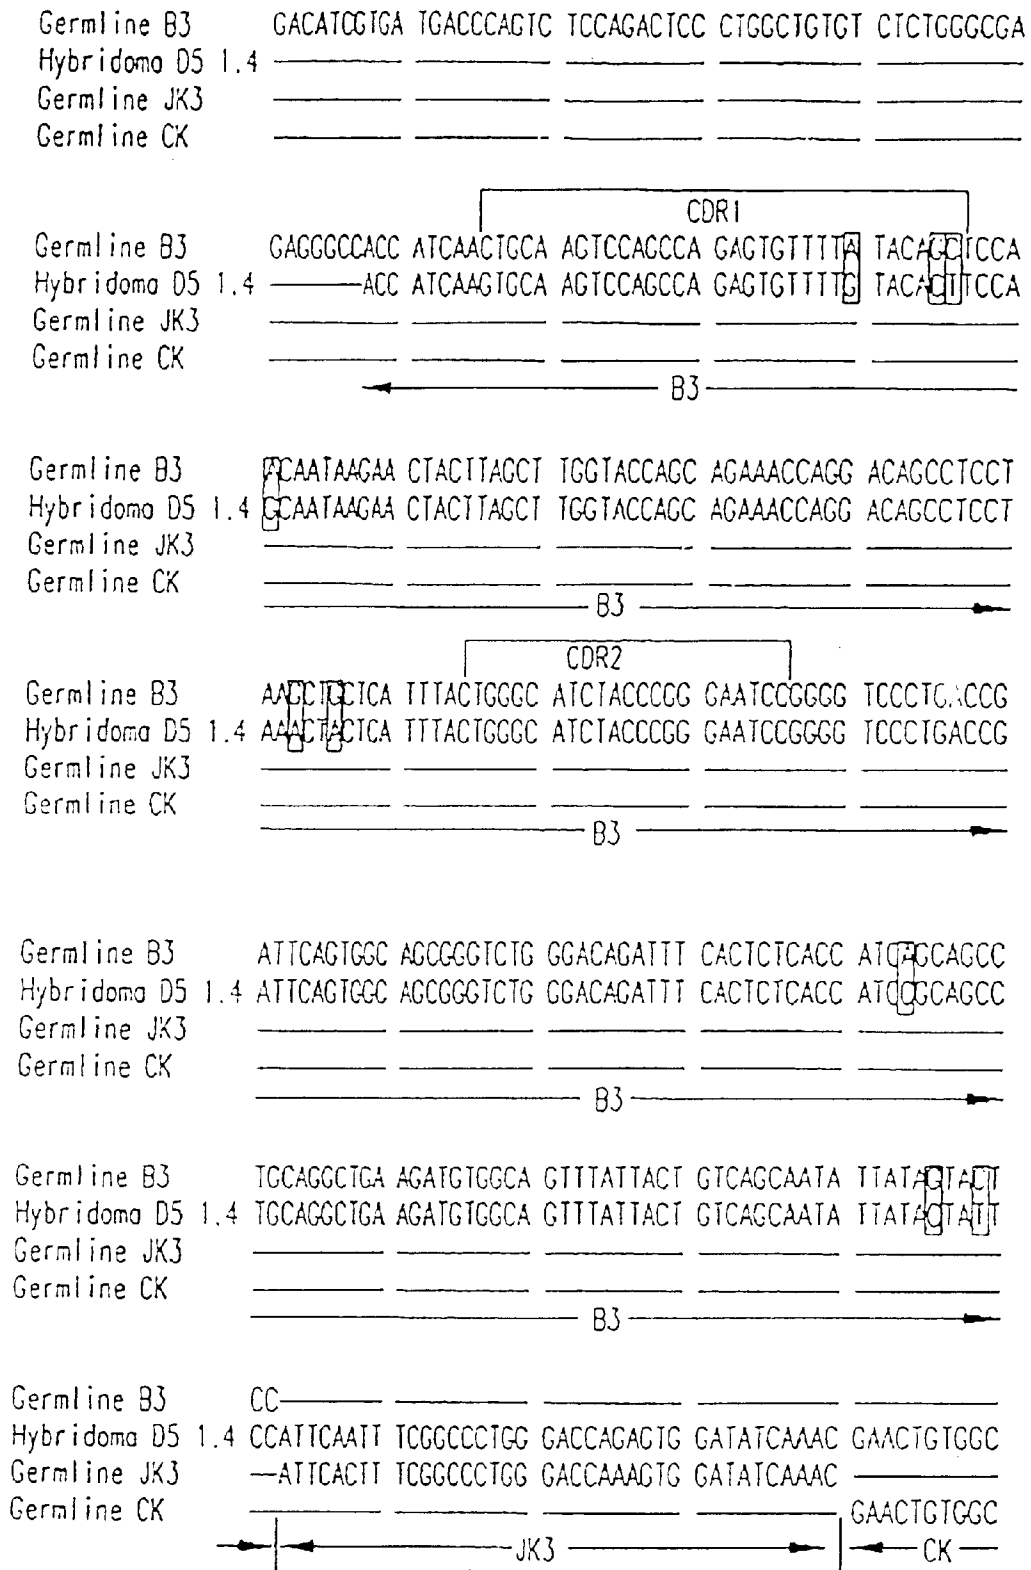 Germline B3 GACATCGTGA TGACCCAGTC TCCAGACTCC CTGGCTGTGT CTCTGGGCGA
Hybridoma D5 1.4
Germline JK3
Germline CK
CDR1
Germline B3 GAGGGCCACC ATCAACTGCA AGTCCAGCCA GAGTGTTTTA TACAGCTCCA
Hybridoma D5 1.4 ACC ATCAAGTGCA AGTCCAGCCA GAGTGTTTTG TACACTTCCA
Germline JK3
Germline CK
B3
Germline B3 ACAATAAGAA CTACTTAGCT TGGTACCAGC AGAAACCAGG ACAGCCTCCT
Hybridoma D5 1.4 GCAATAAGAA CTACTTAGCT TGGTACCAGC AGAAACCAGG ACAGCCTCCT
Germline JK3
Germline CK
B3
CDR2
Germline B3 AAGCTGCTCA TTTACTGGGC ATCTACCCGG GAATCCGGGG TCCCTGACCG
Hybridoma D5 1.4 AAACTACTCA TTTACTGGGC ATCTACCCGG GAATCCGGGG TCCCTGACCG
Germline JK3
Germline CK
B3
Germline B3 ATTCAGTGGC AGCGGGTCTG GGACAGATTT CACTCTCACC ATCAGCAGCC
Hybridoma D5 1.4 ATTCAGTGGC AGCGGGTCTG GGACAGATTT CACTCTCACC ATCCGCAGCC
Germline JK3
Germline CK
B3
Germline B3 TGCAGGCTGA AGATGTGGCA GTTTATTACT GTCAGCAATA TTATAGTACT
Hybridoma D5 1.4 TGCAGGCTGA AGATGTGGCA GTTTATTACT GTCAGCAATA TTATACTATT
Germline JK3
Germline CK
B3
Germline B3 CC
Hybridoma D5 1.4 CCATTCAATT TCGGCCCTGG GACCAGAGTG GATATCAAAC GAACTGTGGC
Germline JK3 ATTCACTT TCGGCCCTGG GACCAAAGTG GATATCAAAC
Germline CK GAACTGTGGC
JK3 CK